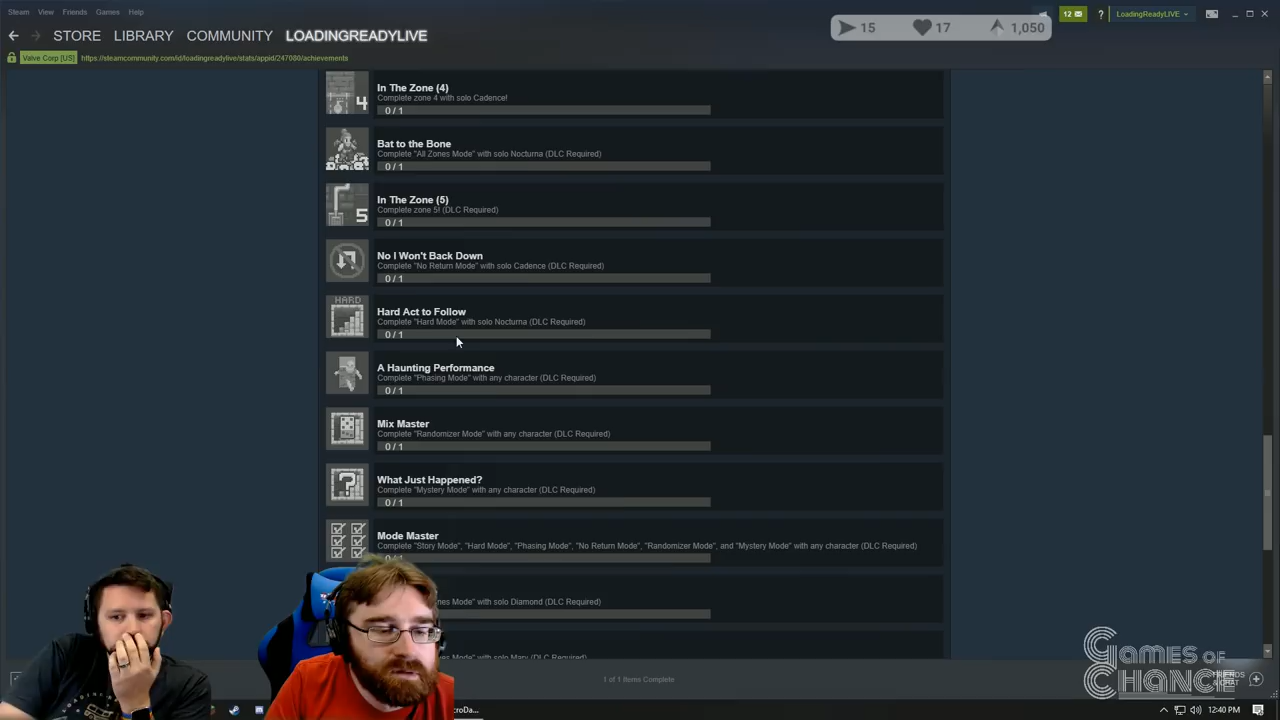 Steam View Friends Games Help
12
?
LoadingReadyLIVE
15
17
1,050
STORE LIBRARY COMMUNITY LOADINGREADYLIVE
Valve Corp [US]
https://steamcommunity.com/id/loadingreadylive/stats/appid/247080/achievements
4
In The Zone (4)
Complete zone 4 with solo Cadence!
0 / 1
Bat to the Bone
Complete "All Zones Mode" with solo Nocturna (DLC Required)
0 / 1
5
In The Zone (5)
Complete zone 5! (DLC Required)
0 / 1
No I Won't Back Down
Complete "No Return Mode" with solo Cadence (DLC Required)
0 / 1
HARD
Hard Act to Follow
Complete "Hard Mode" with solo Nocturna (DLC Required)
0 / 1
A Haunting Performance
Complete "Phasing Mode" with any character (DLC Required)
0 / 1
Mix Master
Complete "Randomizer Mode" with any character (DLC Required)
0 / 1
?
What Just Happened?
Complete "Mystery Mode" with any character (DLC Required)
0 / 1
Mode Master
Complete "Story Mode", "Hard Mode", "Phasing Mode", "No Return Mode", "Randomizer Mode", and "Mystery Mode" with any character (DLC Required)
Mode" with solo Diamond (DLC Required)
Mode" with solo Mary (DLC Required)
1 of 1 Items Complete
GAMES OF
CHANCE
12:40 PM